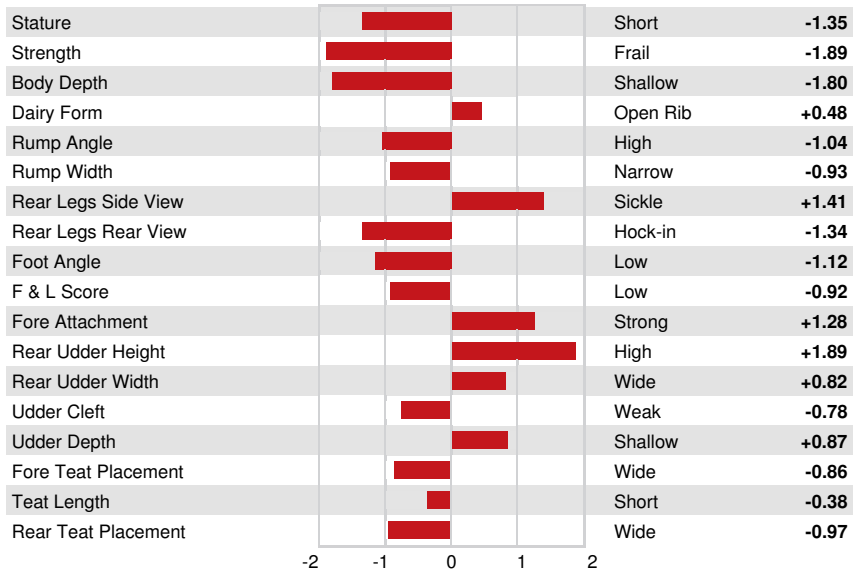 Stature Short -1.35
Strength Frail -1.89
Body Depth Shallow -1.80
Dairy Form Open Rib +0.48
Rump Angle High -1.04
Rump Width Narrow -0.93
Rear Legs Side View Sickle +1.41
Rear Legs Rear View Hock-in -1.34
Foot Angle Low -1.12
F & L Score Low -0.92
Fore Attachment Strong +1.28
Rear Udder Height High +1.89
Rear Udder Width Wide +0.82
Udder Cleft Weak -0.78
Udder Depth Shallow +0.87
Fore Teat Placement Wide -0.86
Teat Length Short -0.38
Rear Teat Placement Wide -0.97
-2 -1 0 1 2